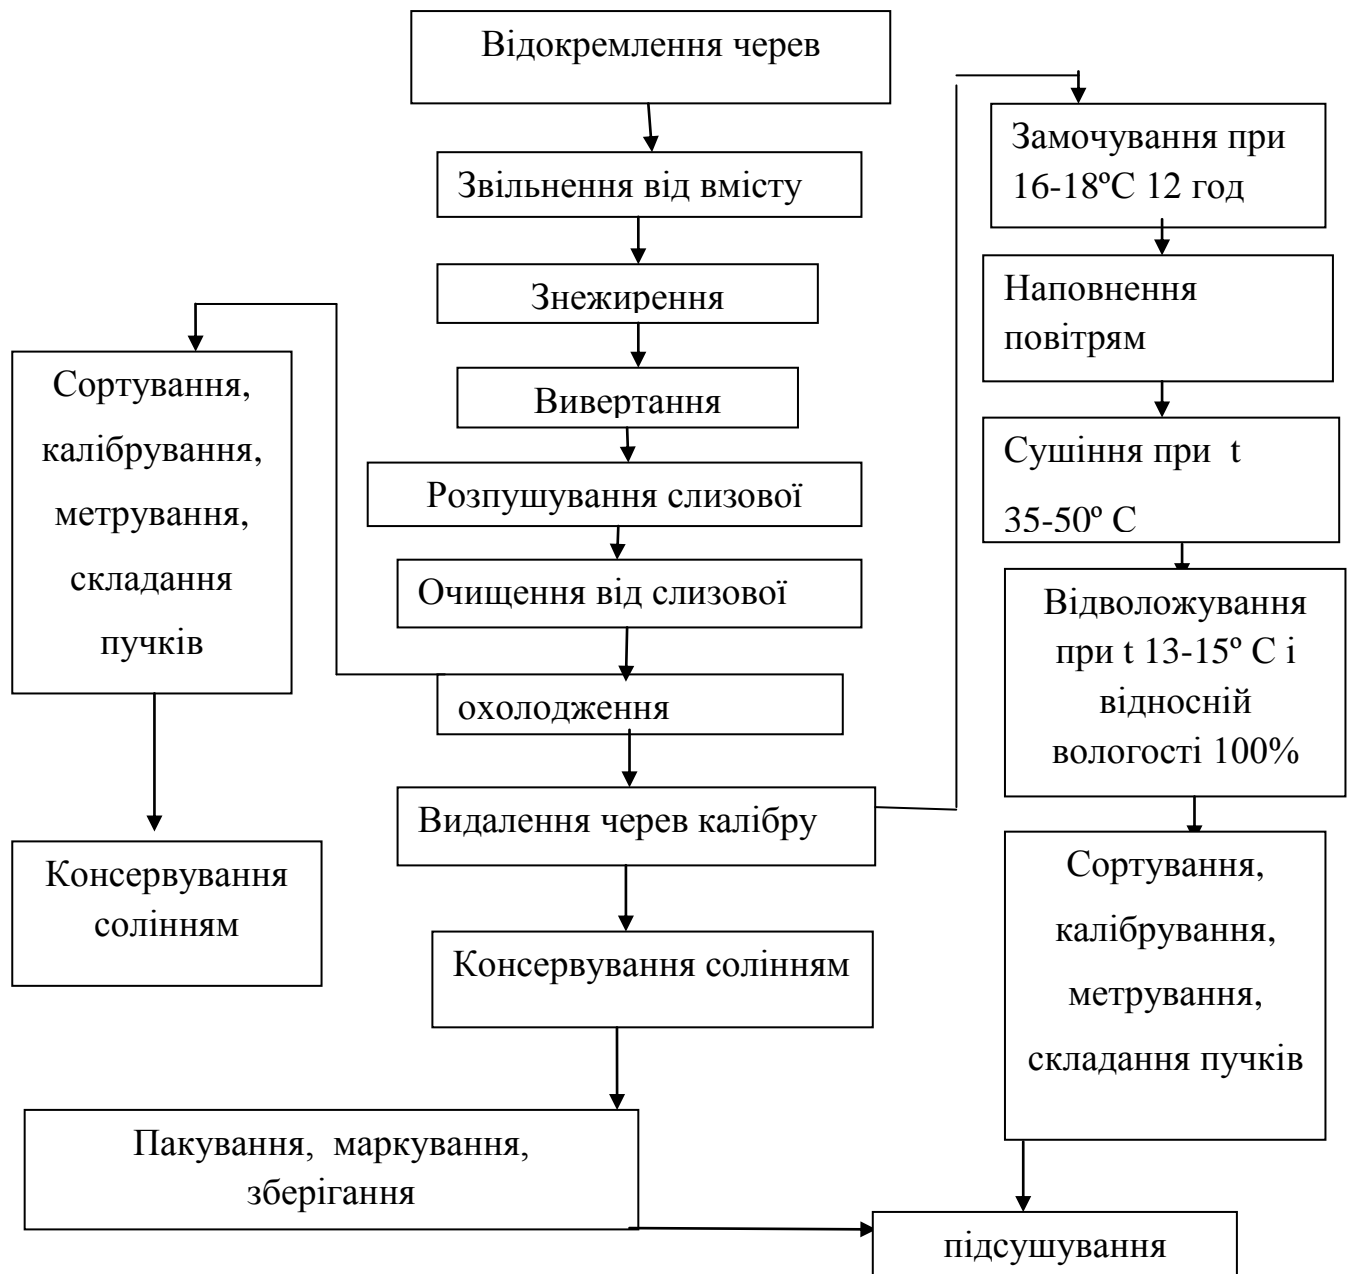 Відокремлення черев
Звільнення від вмісту
Знежирення
Вивертання
Розпушування слизової
Очищення від слизової
охолодження
Видалення черев калібру
Консервування солінням
Пакування, маркування,
зберігання
Сортування,
калібрування,
метрування,
складання
пучків
Консервування
солінням
Замочування при
16-18ºС 12 год
Наповнення
повітрям
Сушіння при t
35-50º С
Відволожування
при t 13-15º С і
відносній
вологості 100%
Сортування,
калібрування,
метрування,
складання пучків
підсушування